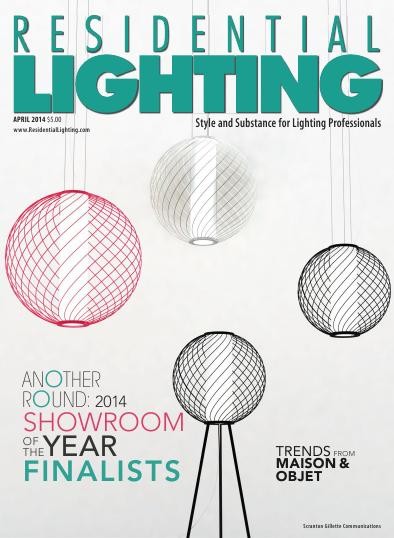 RESIDENTIAL
LIGHTING
APRIL 2014 $5.00
www.ResidentialLighting.com
Style and Substance for Lighting Professionals
ANOTHER
ROUND: 2014
SHOWROOM
OF THE YEAR
FINALISTS
TRENDS FROM
MAISON &
OBJET
Scranton Gillette Communications